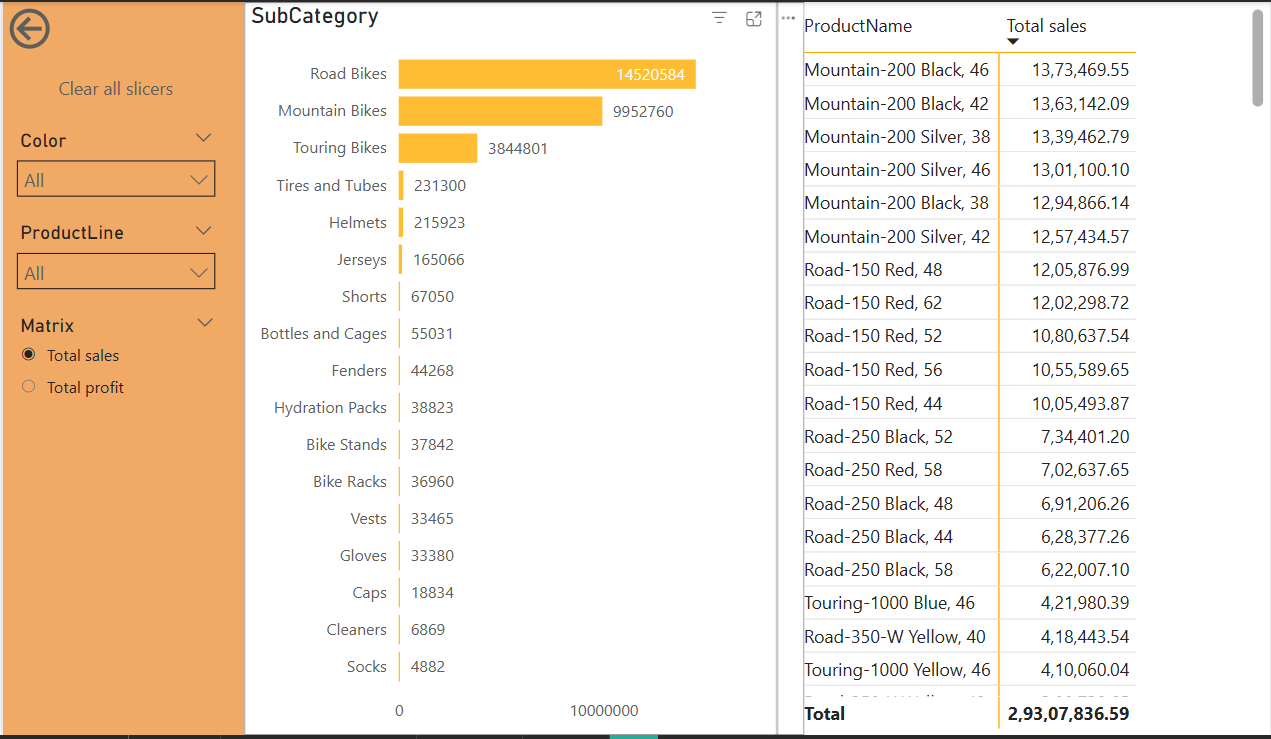 Clear all slicers
Color
All
ProductLine
All
Matrix
Total sales
Total profit
SubCategory
Road Bikes 14520584
Mountain Bikes 9952760
Touring Bikes 3844801
Tires and Tubes 231300
Helmets 215923
Jerseys 165066
Shorts 67050
Bottles and Cages 55031
Fenders 44268
Hydration Packs 38823
Bike Stands 37842
Bike Racks 36960
Vests 33465
Gloves 33380
Caps 18834
Cleaners 6869
Socks 4882
0 10000000
ProductName Total sales
Mountain-200 Black, 46 13,73,469.55
Mountain-200 Black, 42 13,63,142.09
Mountain-200 Silver, 38 13,39,462.79
Mountain-200 Silver, 46 13,01,100.10
Mountain-200 Black, 38 12,94,866.14
Mountain-200 Silver, 42 12,57,434.57
Road-150 Red, 48 12,05,876.99
Road-150 Red, 62 12,02,298.72
Road-150 Red, 52 10,80,637.54
Road-150 Red, 56 10,55,589.65
Road-150 Red, 44 10,05,493.87
Road-250 Black, 52 7,34,401.20
Road-250 Red, 58 7,02,637.65
Road-250 Black, 48 6,91,206.26
Road-250 Black, 44 6,28,377.26
Road-250 Black, 58 6,22,007.10
Touring-1000 Blue, 46 4,21,980.39
Road-350-W Yellow, 40 4,18,443.54
Touring-1000 Yellow, 46 4,10,060.04
Total 2,93,07,836.59